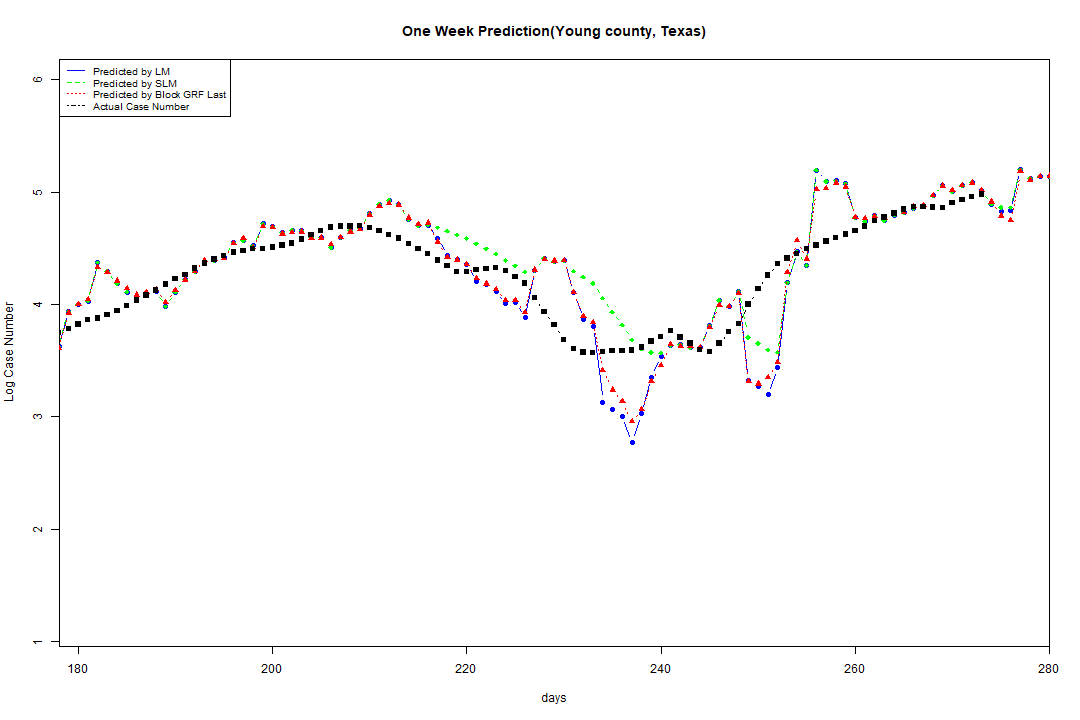 One Week Prediction(Young county, Texas)
Predicted by LM
Predicted by SLM
Predicted by Block GRF Last
Actual Case Number
6
5
4
3
2
1
Log Case Number
180 200 220 240 260 280
days